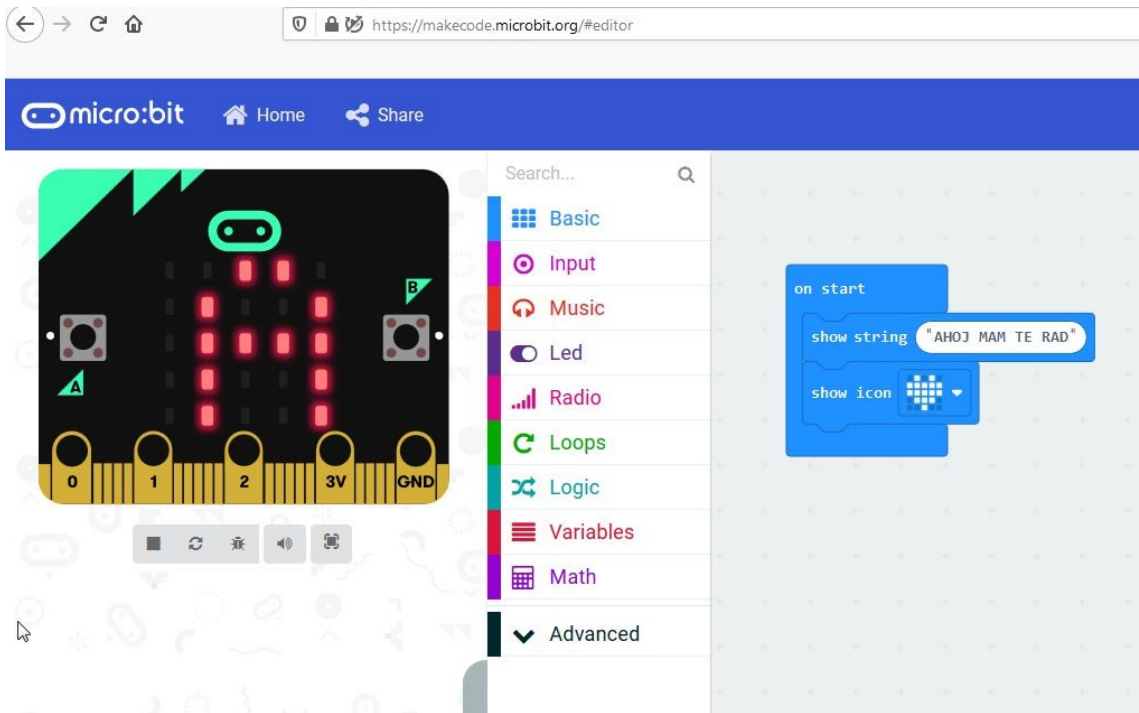 https://makecode.microbit.org/#editor
micro:bit
Home
Share
B
A
0
1
2
3V
GND
Search...
Basic
Input
Music
Led
Radio
Loops
Logic
Variables
Math
Advanced
on start
show string "AHOJ MAM TE RAD"
show icon